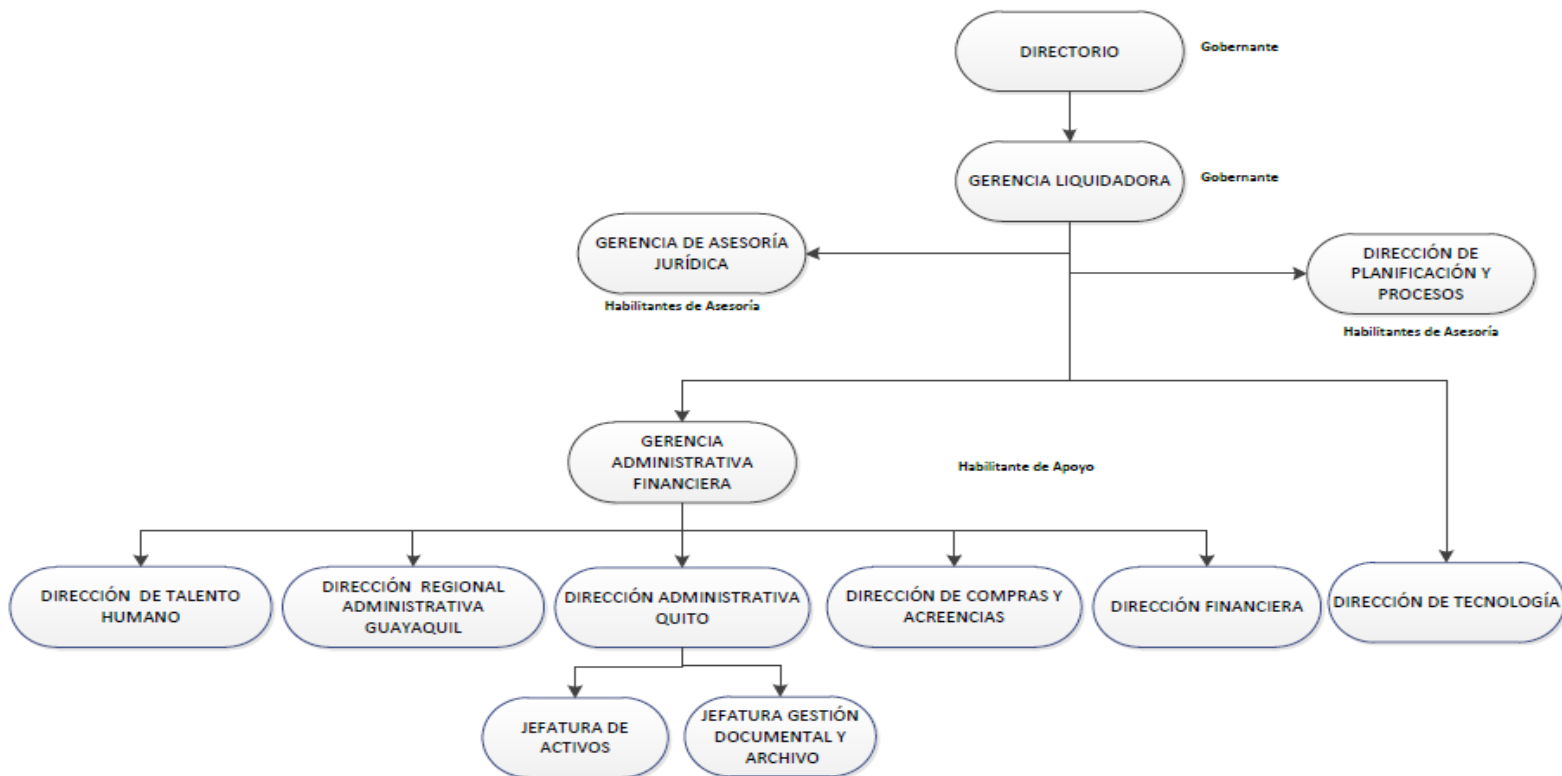 DIRECTORIO
Gobernante
GERENCIA LIQUIDADORA
Gobernante
GERENCIA DE ASESORÍA
JURÍDICA
Habilitantes de Asesoría
DIRECCIÓN DE
PLANIFICACIÓN Y
PROCESOS
Habilitantes de Asesoría
GERENCIA
ADMINISTRATIVA
FINANCIERA
Habilitante de Apoyo
DIRECCIÓN DE TALENTO
HUMANO
DIRECCIÓN REGIONAL
ADMINISTRATIVA
GUAYAQUIL
DIRECCIÓN ADMINISTRATIVA
QUITO
DIRECCIÓN DE COMPRAS Y
ACREENCIAS
DIRECCIÓN FINANCIERA
DIRECCIÓN DE TECNOLOGÍA
JEFATURA DE
ACTIVOS
JEFATURA GESTIÓN
DOCUMENTAL Y
ARCHIVO